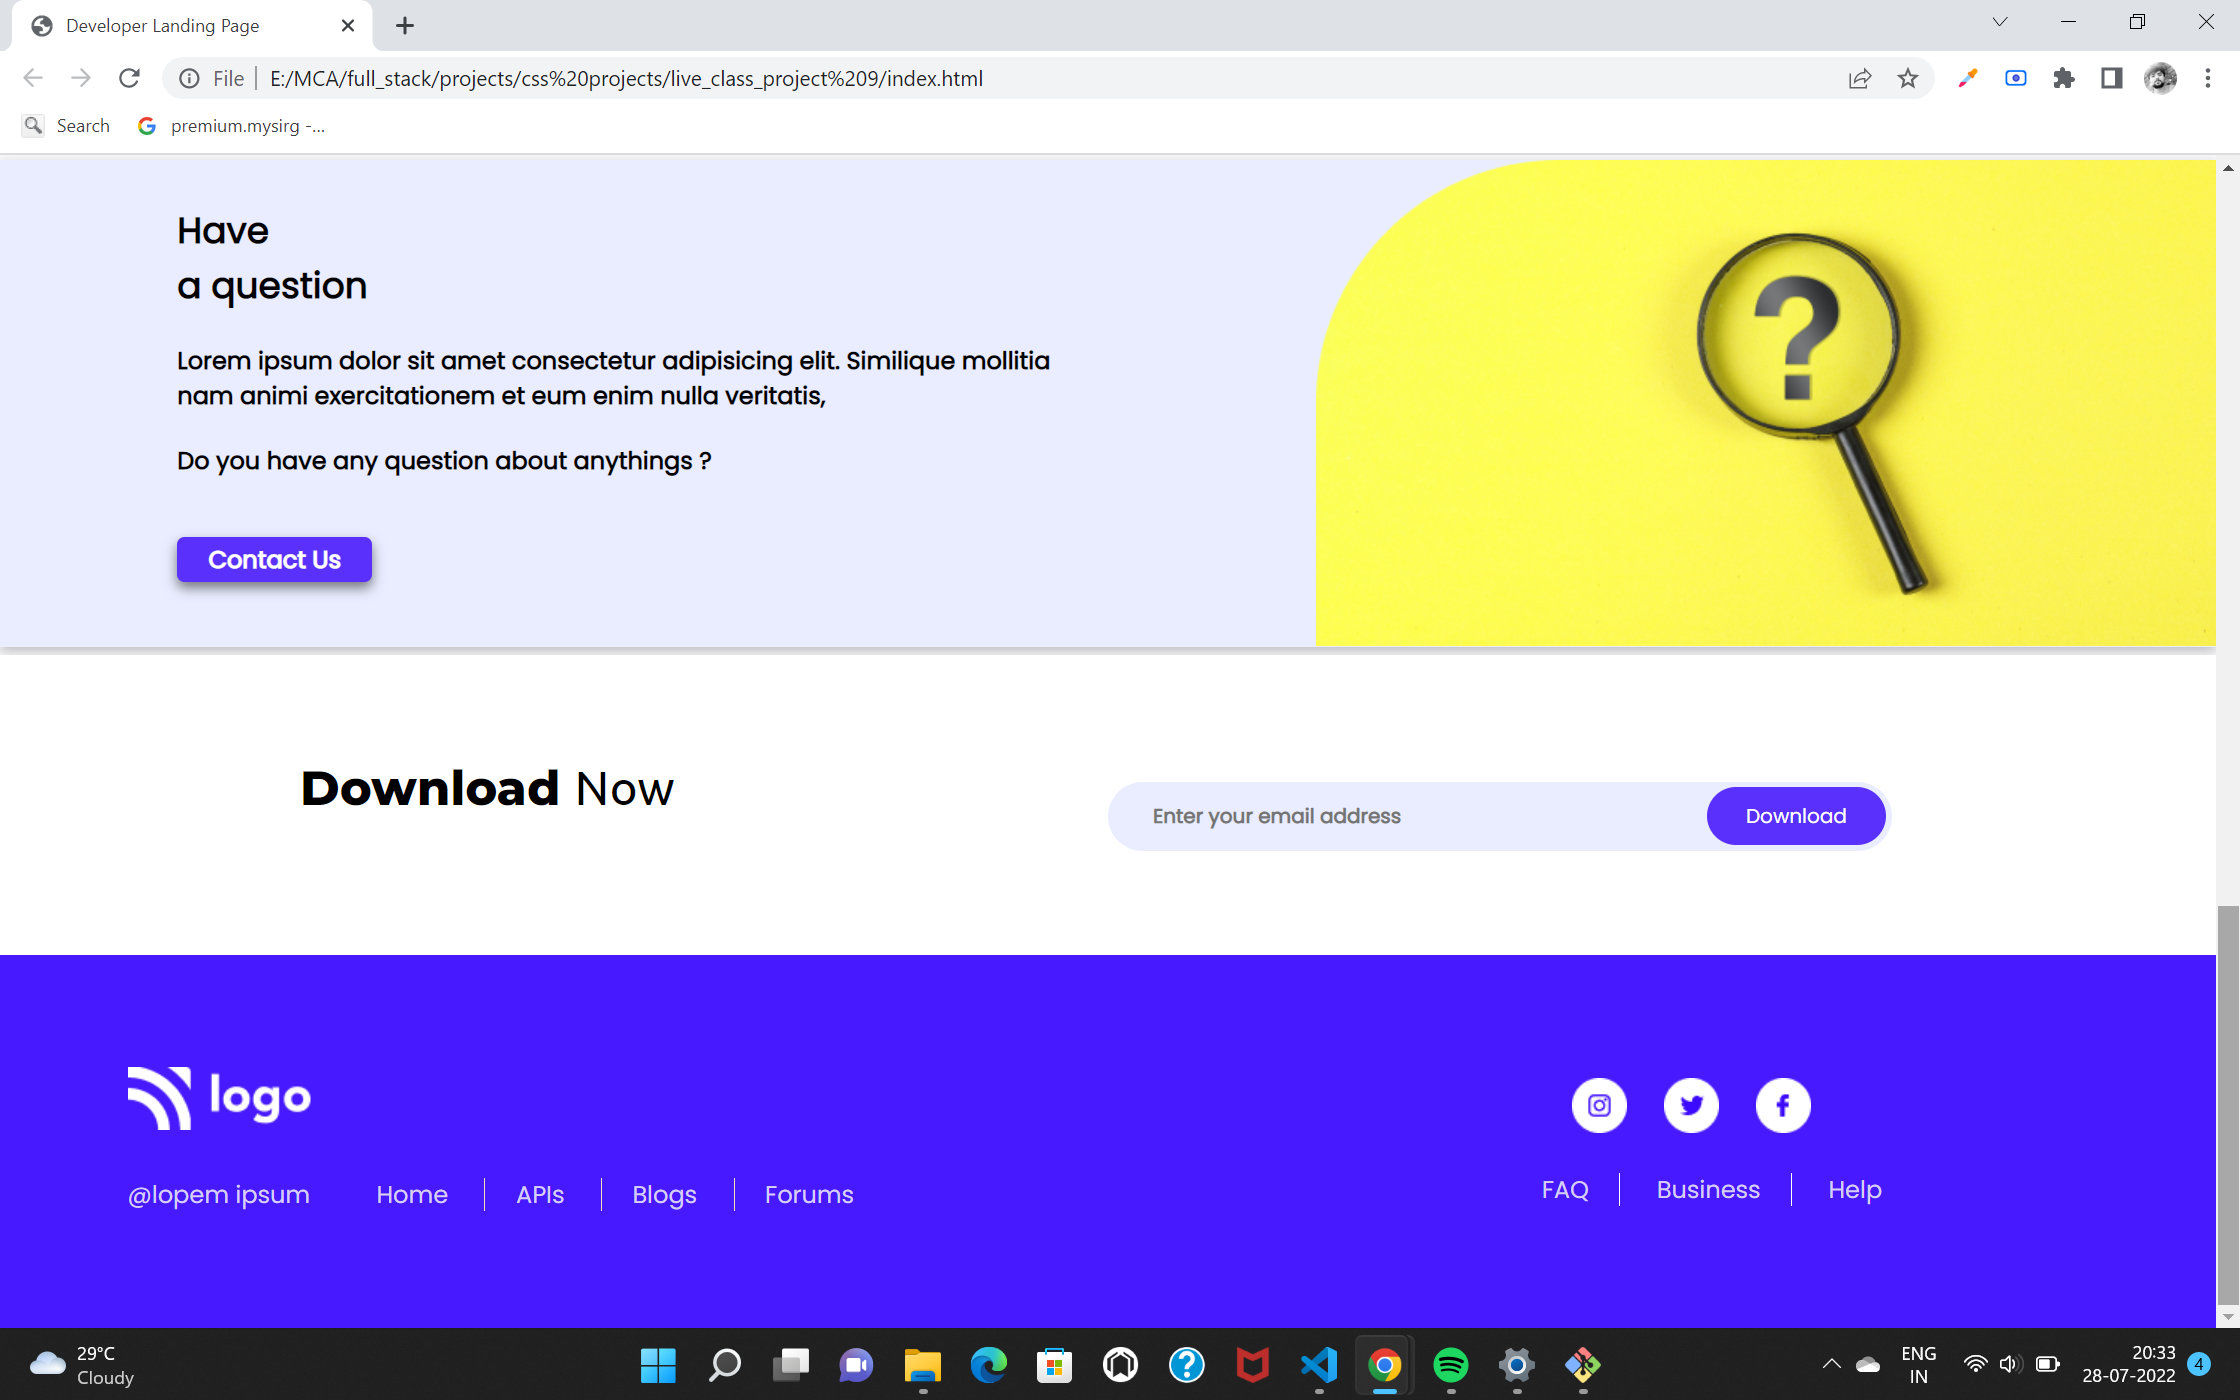 Developer Landing Page
File
E:/MCA/full_stack/projects/css%20projects/live_class_project%209/index.html
Search
premium.mysirg -...
Have
a question
Lorem ipsum dolor sit amet consectetur adipisicing elit. Similique mollitia
nam animi exercitationem et eum enim nulla veritatis,
Do you have any question about anythings ?
Contact Us
?
Download Now
Enter your email address
Download
logo
@lopem ipsum
Home
APIs
Blogs
Forums
FAQ
Business
Help
29°C
Cloudy
ENG
IN
20:33
28-07-2022
4